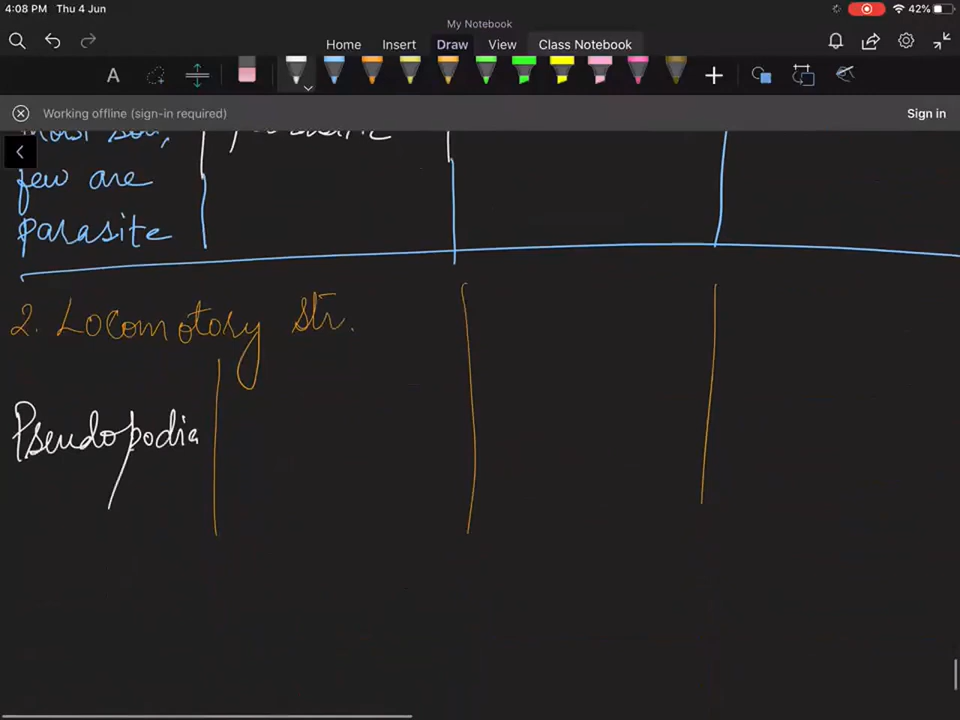 4:08 PM Thu 4 Jun
42%
My Notebook
Home Insert Draw View Class Notebook
A
Working offline (sign-in required) Sign in
few are
parasite
2. Locomotory Str.
Pseudopodia